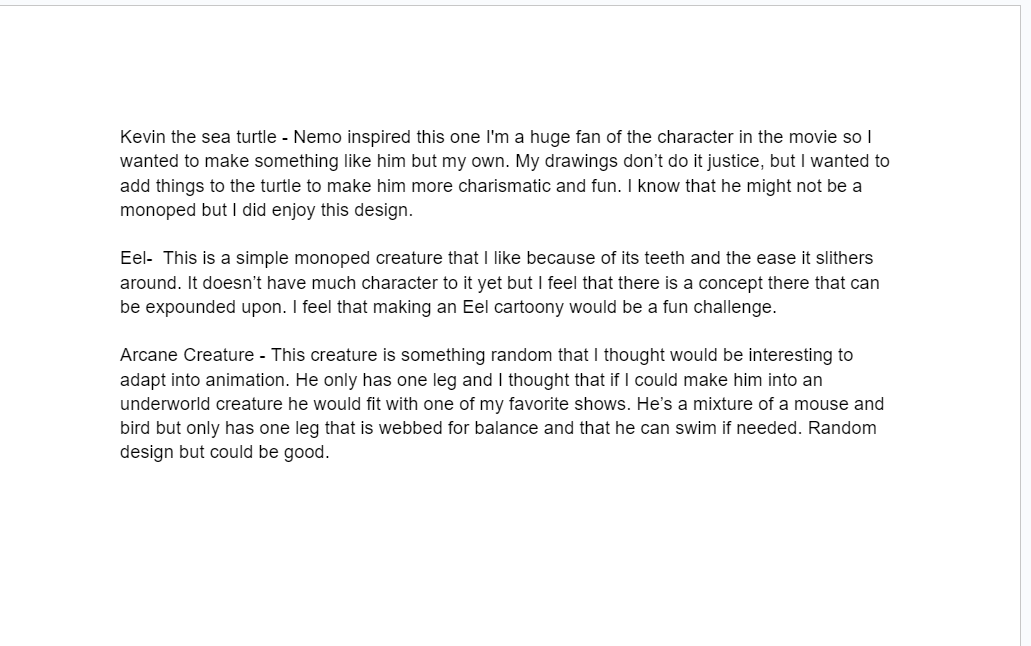 Kevin the sea turtle - Nemo inspired this one I'm a huge fan of the character in the movie so I
wanted to make something like him but my own. My drawings don’t do it justice, but I wanted to
add things to the turtle to make him more charismatic and fun. I know that he might not be a
monoped but I did enjoy this design.
Eel-  This is a simple monoped creature that I like because of its teeth and the ease it slithers
around. It doesn’t have much character to it yet but I feel that there is a concept there that can
be expounded upon. I feel that making an Eel cartoony would be a fun challenge.
Arcane Creature - This creature is something random that I thought would be interesting to
adapt into animation. He only has one leg and I thought that if I could make him into an
underworld creature he would fit with one of my favorite shows. He’s a mixture of a mouse and
bird but only has one leg that is webbed for balance and that he can swim if needed. Random
design but could be good.